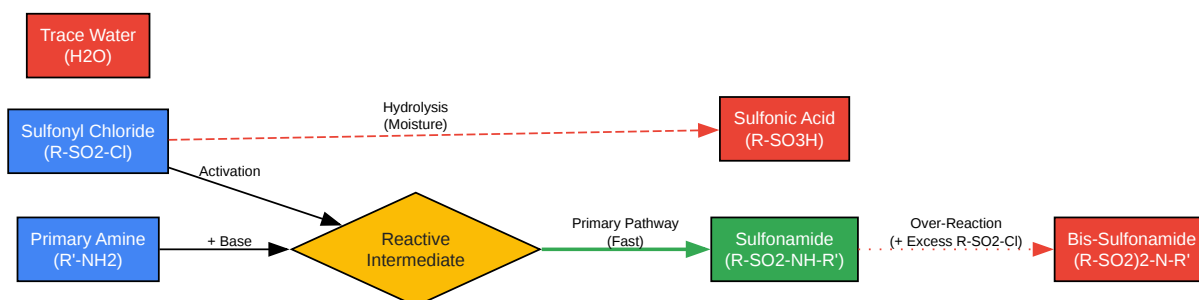 Trace Water
(H2O)
Sulfonyl Chloride
(R-SO2-Cl)
Hydrolysis
(Moisture)
Sulfonic Acid
(R-SO3H)
Activation
Primary Amine
(R'-NH2)
+ Base
Reactive
Intermediate
Primary Pathway
(Fast)
Sulfonamide
(R-SO2-NH-R')
Over-Reaction
(+ Excess R-SO2-Cl)
Bis-Sulfonamide
(R-SO2)2-N-R'